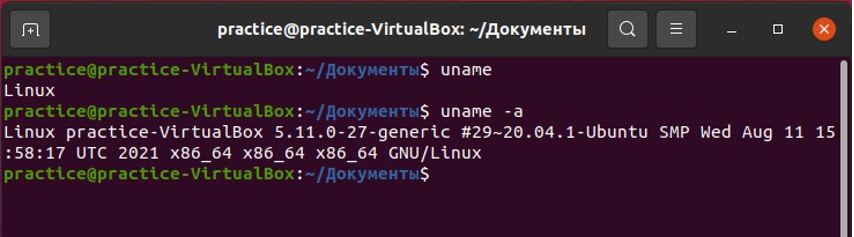 practice@practice-VirtualBox: ~/Документы
practice@practice-VirtualBox:~/Документы$ uname
Linux
practice@practice-VirtualBox:~/Документы$ uname -a
Linux practice-VirtualBox 5.11.0-27-generic #29~20.04.1-Ubuntu SMP Wed Aug 11 15
:58:17 UTC 2021 x86_64 x86_64 x86_64 GNU/Linux
practice@practice-VirtualBox:~/Документы$